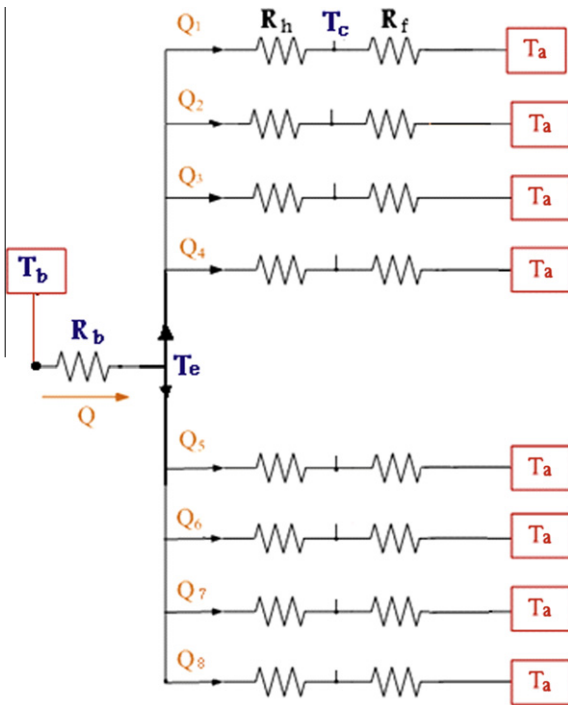 Q1 Rh Tc Rf Ta
Q2 Ta
Q3 Ta
Q4 Ta
Tb
Rb
Te
Q
Q5 Ta
Q6 Ta
Q7 Ta
Q8 Ta